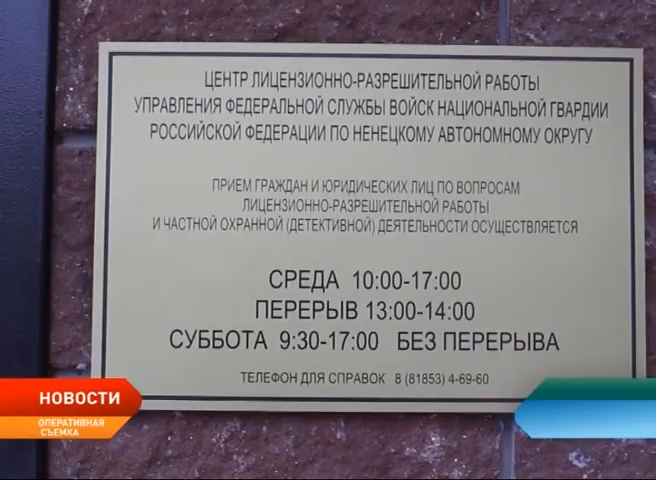 ЦЕНТР ЛИЦЕНЗИОННО-РАЗРЕШИТЕЛЬНОЙ РАБОТЫ
УПРАВЛЕНИЯ ФЕДЕРАЛЬНОЙ СЛУЖБЫ ВОЙСК НАЦИОНАЛЬНОЙ ГВАРДИИ
РОССИЙСКОЙ ФЕДЕРАЦИИ ПО НЕНЕЦКОМУ АВТОНОМНОМУ ОКРУГУ
ПРИЕМ ГРАЖДАН И ЮРИДИЧЕСКИХ ЛИЦ ПО ВОПРОСАМ
ЛИЦЕНЗИОННО-РАЗРЕШИТЕЛЬНОЙ РАБОТЫ
И ЧАСТНОЙ ОХРАННОЙ (ДЕТЕКТИВНОЙ) ДЕЯТЕЛЬНОСТИ ОСУЩЕСТВЛЯЕТСЯ
СРЕДА 10:00-17:00
ПЕРЕРЫВ 13:00-14:00
СУББОТА 9:30-17:00 БЕЗ ПЕРЕРЫВА
ТЕЛЕФОН ДЛЯ СПРАВОК 8 (81853) 4-69-60
НОВОСТИ
ОПЕРАТИВНАЯ
СЪЕМКА